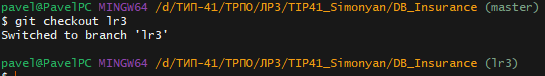 pavel@PavelPC MINGW64 /d/ТИП-41/ТРПО/ЛР3/TIP41_Simonyan/DB_Insurance (master)
$ git checkout lr3
Switched to branch 'lr3'
pavel@PavelPC MINGW64 /d/ТИП-41/ТРПО/ЛР3/TIP41_Simonyan/DB_Insurance (lr3)